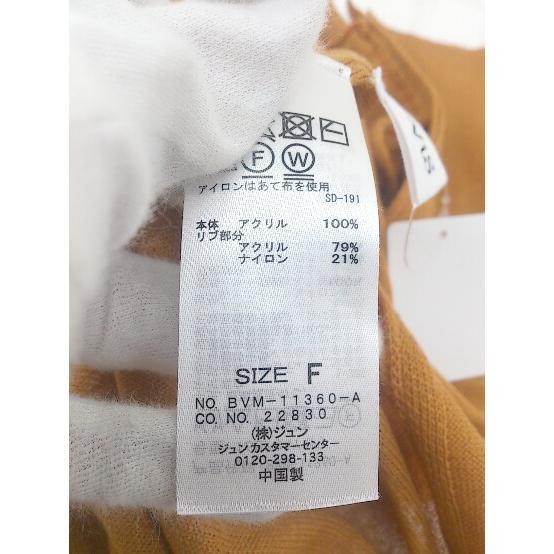 F W
アイロンはあて布を使用
SD-191
本体 アクリル 100%
リブ部分
アクリル 79%
ナイロン 21%
SIZE F
NO. BVM-11360-A
CO. NO. 22830
(株)ジュン
ジュンカスタマーセンター
0120-298-133
中国製